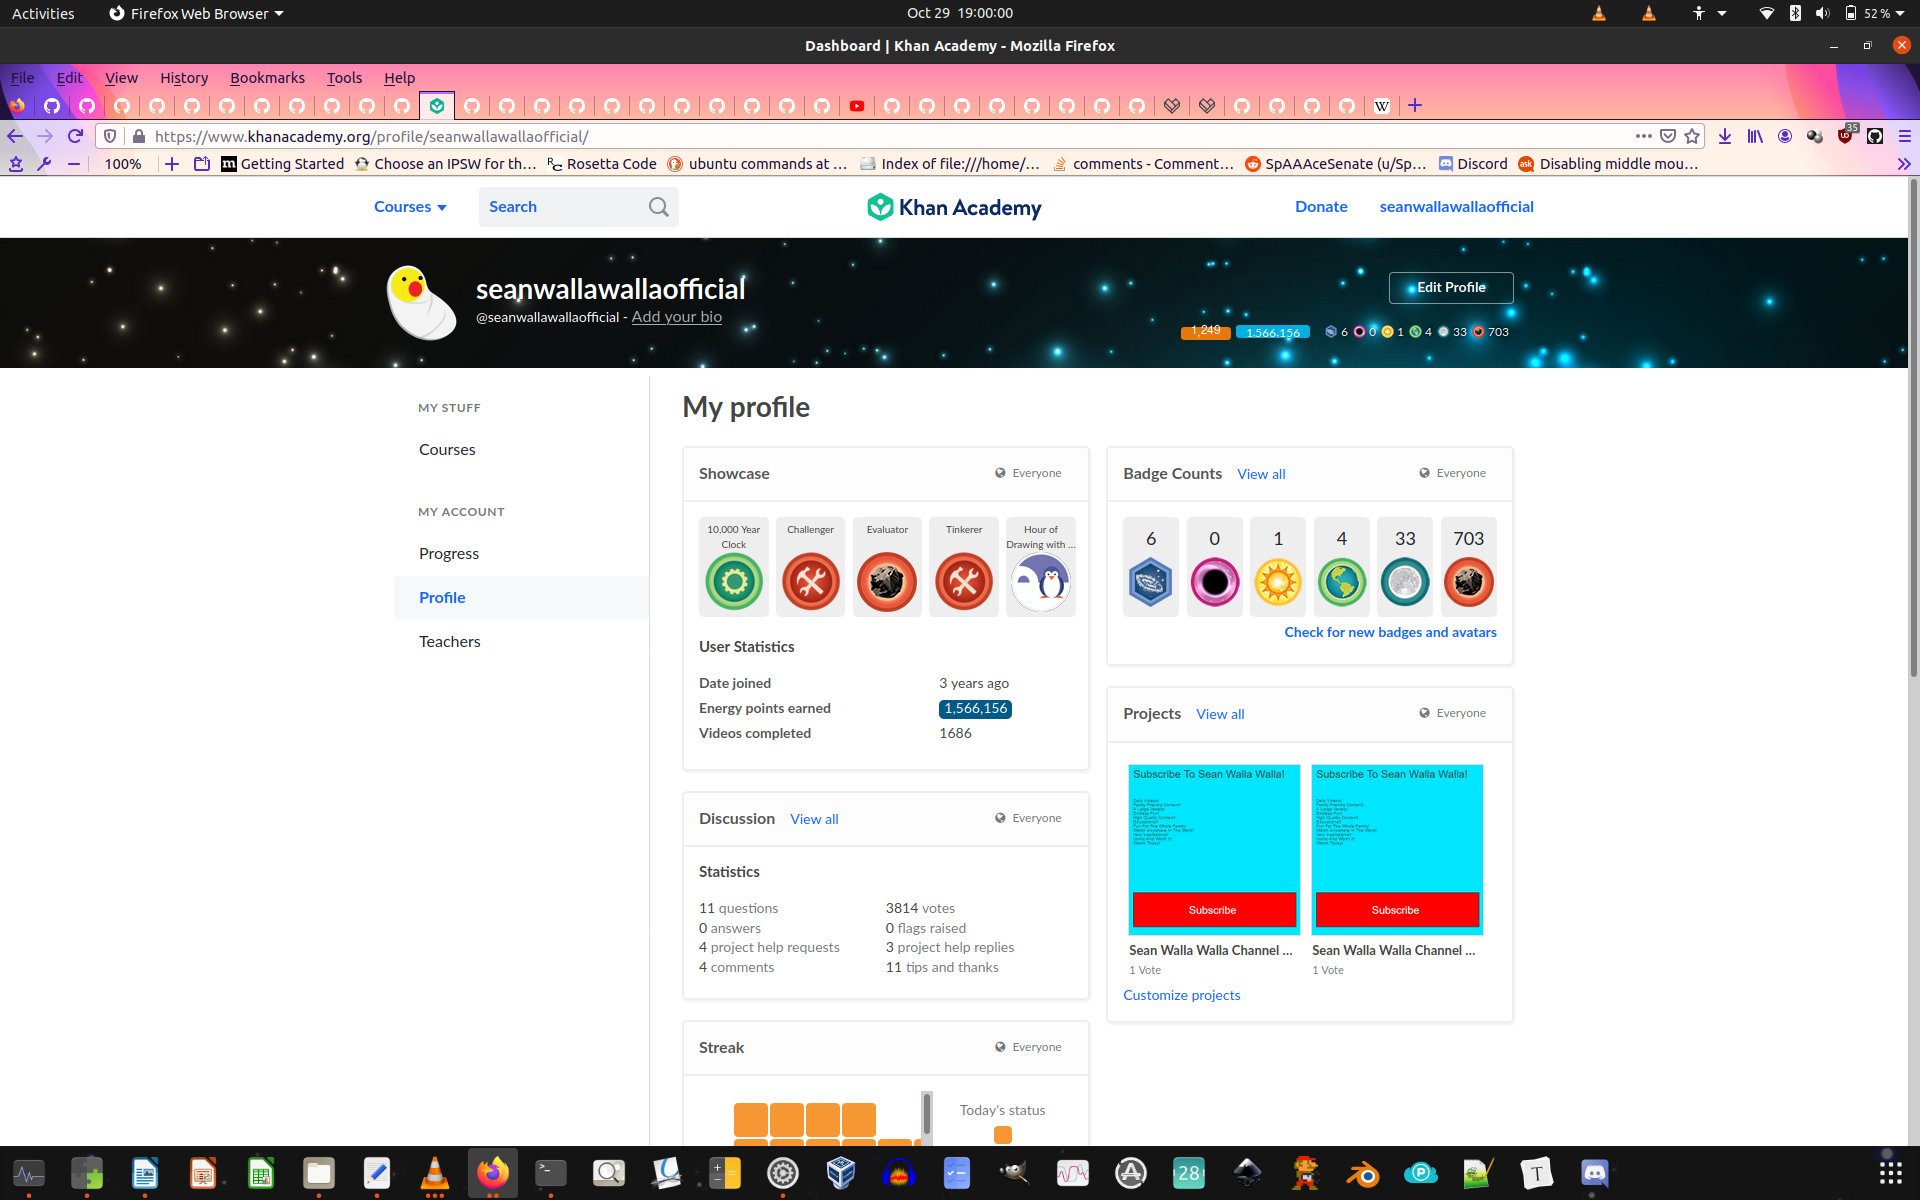 Activities
Firefox Web Browser
Oct 29 19:00:00
52 %
Dashboard | Khan Academy - Mozilla Firefox
File Edit View History Bookmarks Tools Help
https://www.khanacademy.org/profile/seanwallawallaofficial/
35
100%
Getting Started
Choose an IPSW for th…
Rosetta Code
ubuntu commands at …
Index of file:///home/…
comments - Comment…
SpAAAceSenate (u/Sp…
Discord
Disabling middle mou…
Courses
Search
Khan Academy
Donate
seanwallawallaofficial
seanwallawallaofficial
@seanwallawallaofficial - Add your bio
Edit Profile
1,249
1,566,156
6 0 1 4 33 703
MY STUFF
Courses
MY ACCOUNT
Progress
Profile
Teachers
My profile
Showcase
Everyone
10,000 Year Clock
Challenger
Evaluator
Tinkerer
Hour of Drawing with ...
User Statistics
Date joined 3 years ago
Energy points earned 1,566,156
Videos completed 1686
Badge Counts View all
Everyone
6 0 1 4 33 703
Check for new badges and avatars
Discussion View all
Everyone
Statistics
11 questions
0 answers
4 project help requests
4 comments
3814 votes
0 flags raised
3 project help replies
11 tips and thanks
Projects View all
Everyone
Subscribe To Sean Walla Walla!
Subscribe
Sean Walla Walla Channel ...
1 Vote
Subscribe To Sean Walla Walla!
Subscribe
Sean Walla Walla Channel ...
1 Vote
Customize projects
Streak
Everyone
Today's status
28
T